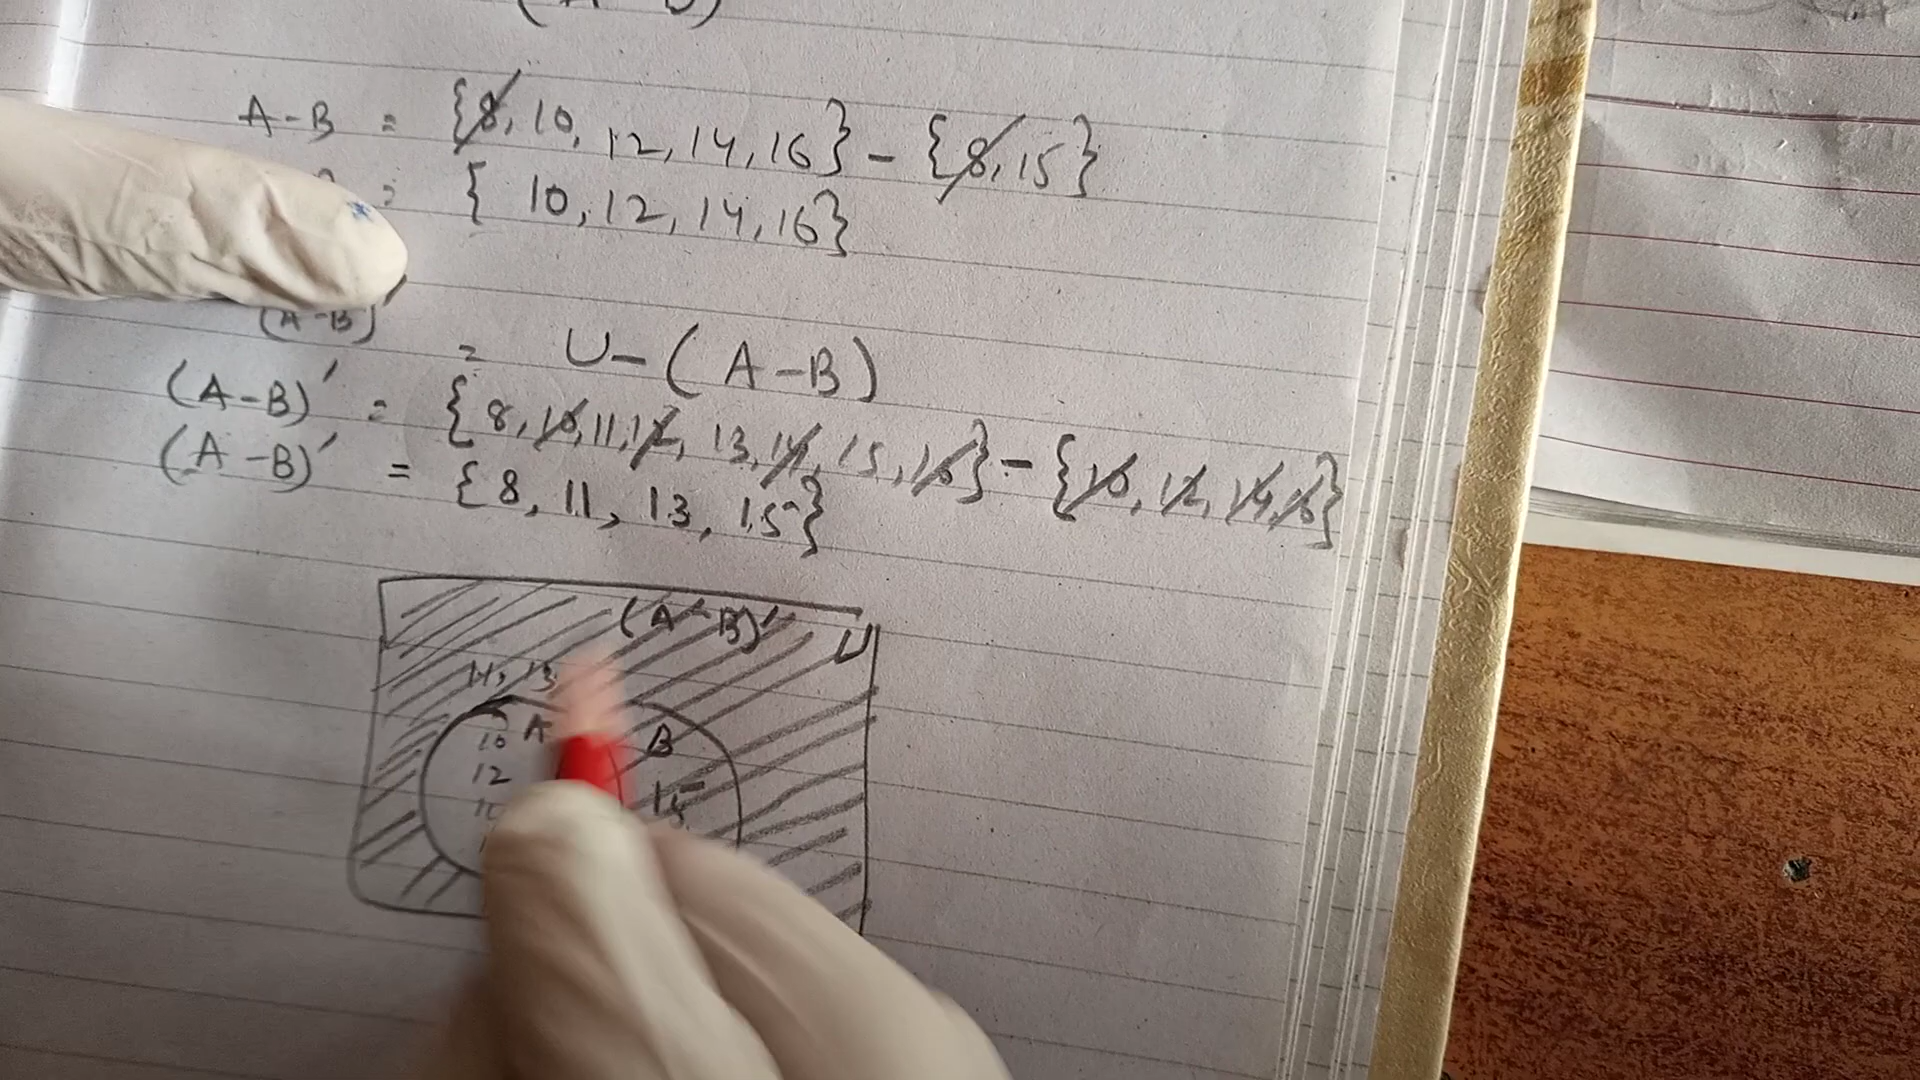 A-B = {8, 10, 12, 14, 16} - {8, 15}
= { 10, 12, 14, 16}
(A-B)
= U-(A-B)
(A-B)' = {8, 10, 11, 12, 13, 14, 15, 16} - {10, 12, 14, 16}
(A-B)' = {8, 11, 13, 15}
(A-B)'
U
11, 13
A B
10
12 15